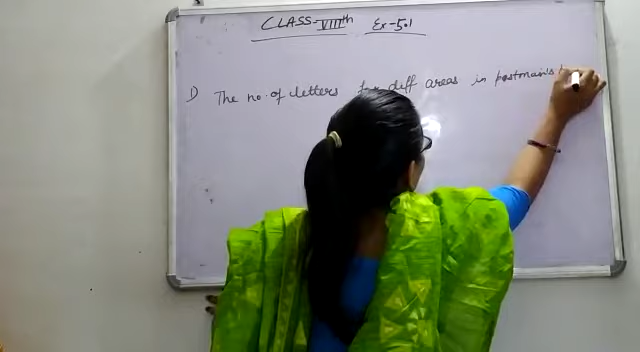 CLASS-VIIIth Ex-5.1
1) The no. of letters for diff areas in postman's